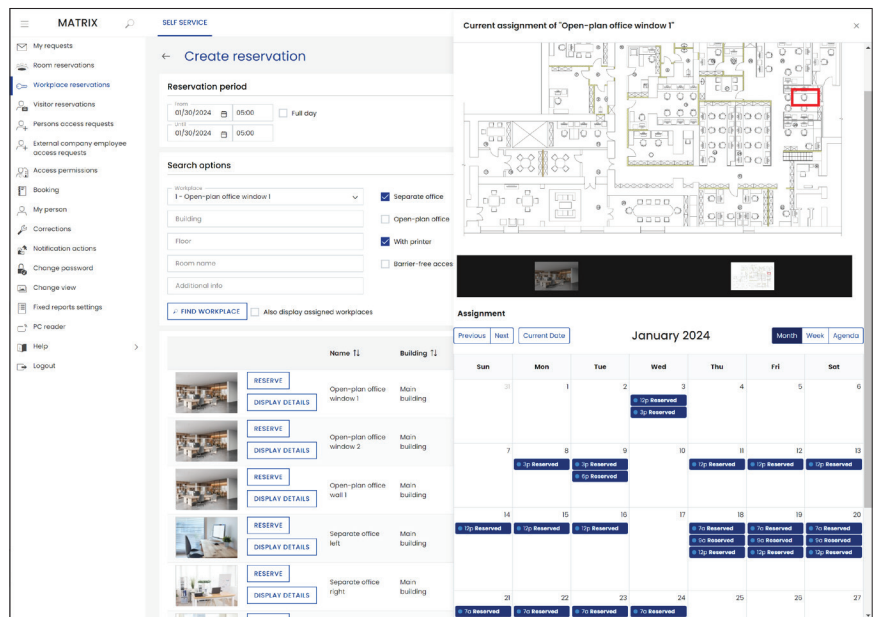 MATRIX
My requests
Room reservations
Workplace reservations
Visitor reservations
Persons access requests
External company employee
access requests
Access permissions
Booking
My person
Corrections
Notification actions
Change password
Change view
Fixed reports settings
PC reader
Help
Logout
SELF SERVICE
← Create reservation
Reservation period
From
01/30/2024 05:00
Full day
Until
01/30/2024 05:00
Search options
Workplace
1 - Open-plan office window 1
Separate office
Building
Open-plan office
Floor
With printer
Room name
Barrier-free acces
Additional info
FIND WORKPLACE
Also display assigned workplaces
Name Building
RESERVE
DISPLAY DETAILS
Open-plan office
window 1
Main
building
RESERVE
DISPLAY DETAILS
Open-plan office
window 2
Main
building
RESERVE
DISPLAY DETAILS
Open-plan office
wall 1
Main
building
RESERVE
DISPLAY DETAILS
Separate office
left
Main
building
RESERVE
DISPLAY DETAILS
Separate office
right
Main
building
Current assignment of "Open-plan office window 1" ×
Assignment
Previous Next Current Date
January 2024
Month Week Agenda
Sun Mon Tue Wed Thu Fri Sat
31 1 2 3 4 5 6
12p Reserved
3p Reserved
7 8 9 10 11 12 13
3p Reserved 3p Reserved 12p Reserved 12p Reserved 12p Reserved
6p Reserved
14 15 16 17 18 19 20
12p Reserved 12p Reserved 12p Reserved 7a Reserved 7a Reserved 7a Reserved
9a Reserved 9a Reserved 9a Reserved
12p Reserved 12p Reserved 12p Reserved
21 22 23 24 25 26 27
7a Reserved 7a Reserved 7a Reserved 7a Reserved